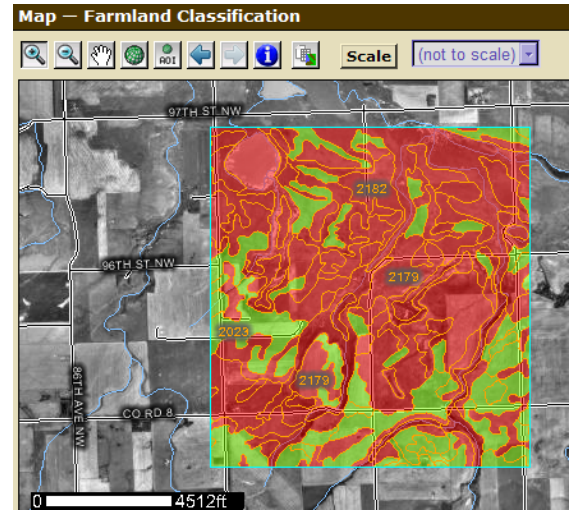 Map — Farmland Classification
AOI
Scale
(not to scale)
97TH ST NW
2182
96TH ST NW
2179
2023
2179
86TH AVE NW
CO RD 8
0 4512ft